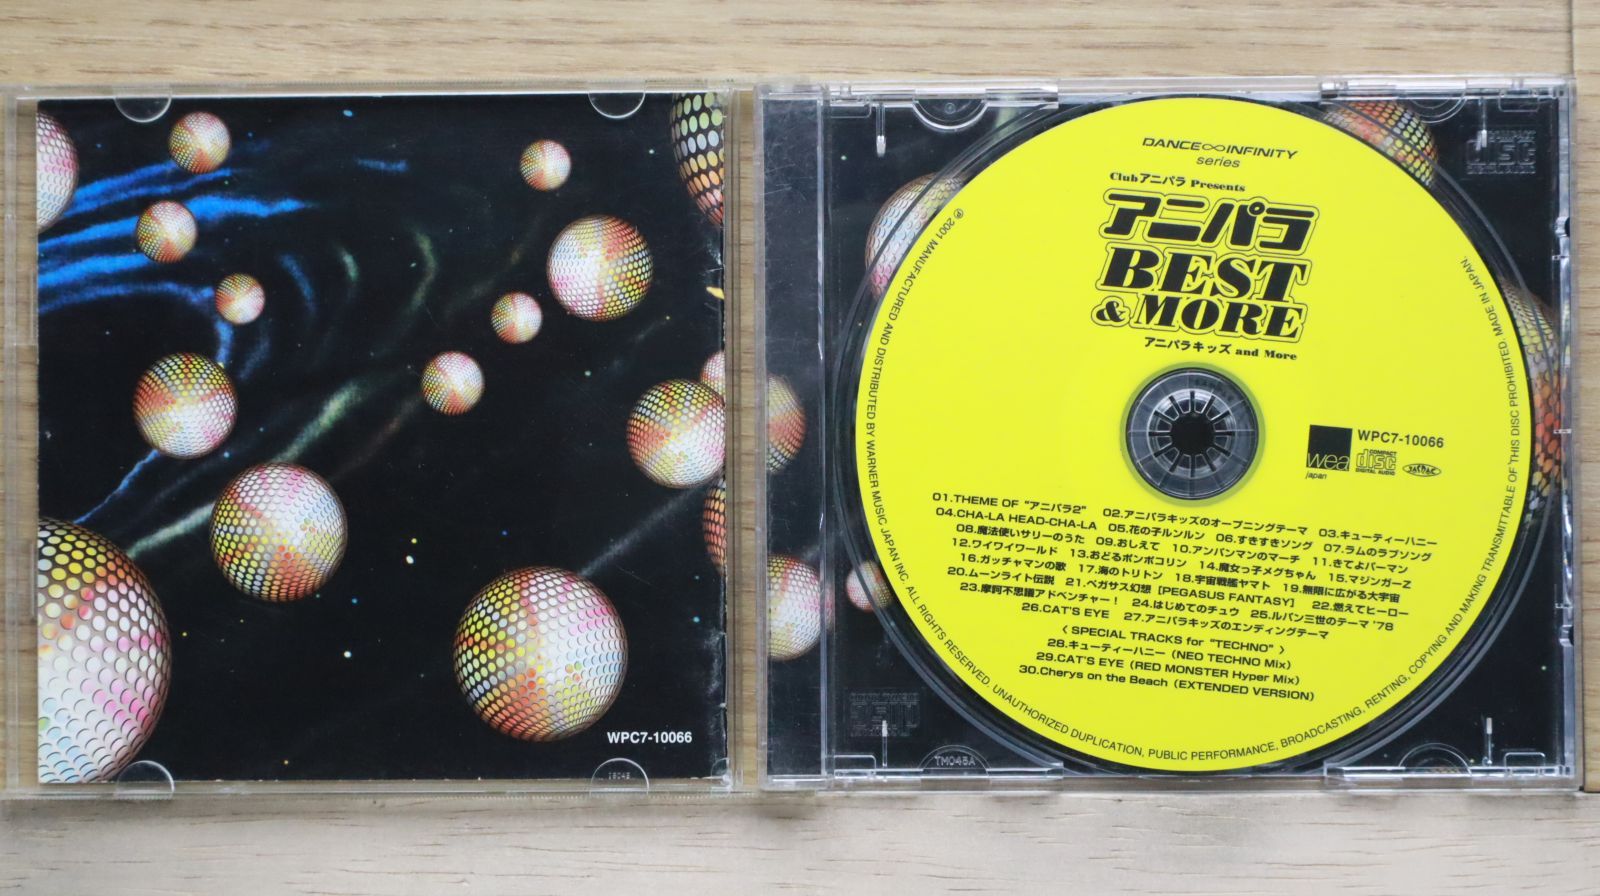 WPC7-10066
DANCE∞INFINITY
series
Clubアニパラ Presents
アニパラ
BEST
& MORE
アニパラキッズ and More
wea
japan
WPC7-10066
COMPACT
disc
DIGITAL AUDIO
JASRAC
01.THEME OF "アニパラ2" 02.アニパラキッズのオープニングテーマ 03.キューティーハニー
04.CHA-LA HEAD-CHA-LA 05.花の子ルンルン 06.すきすきソング 07.ラムのラブソング
08.魔法使いサリーのうた 09.おしえて 10.アンパンマンのマーチ 11.きてよパーマン
12.ワイワイワールド 13.おどるポンポコリン 14.魔女っ子メグちゃん 15.マジンガーZ
16.ガッチャマンの歌 17.海のトリトン 18.宇宙戦艦ヤマト 19.無限に広がる大宇宙
20.ムーンライト伝説 21.ペガサス幻想 [PEGASUS FANTASY] 22.燃えてヒーロー
23.摩訶不思議アドベンチャー! 24.はじめてのチュウ 25.ルパン三世のテーマ '78
26.CAT'S EYE 27.アニパラキッズのエンディングテーマ
〈 SPECIAL TRACKS for "TECHNO" 〉
28.キューティーハニー (NEO TECHNO Mix)
29.CAT'S EYE (RED MONSTER Hyper Mix)
30.Cherys on the Beach (EXTENDED VERSION)
℗ 2001 MANUFACTURED AND DISTRIBUTED BY WARNER MUSIC JAPAN INC. ALL RIGHTS RESERVED. UNAUTHORIZED DUPLICATION, PUBLIC PERFORMANCE, BROADCASTING, RENTING, COPYING AND MAKING TRANSMITTABLE OF THIS DISC PROHIBITED. MADE IN JAPAN.
COMPACT
disc
DIGITAL AUDIO
TM045A